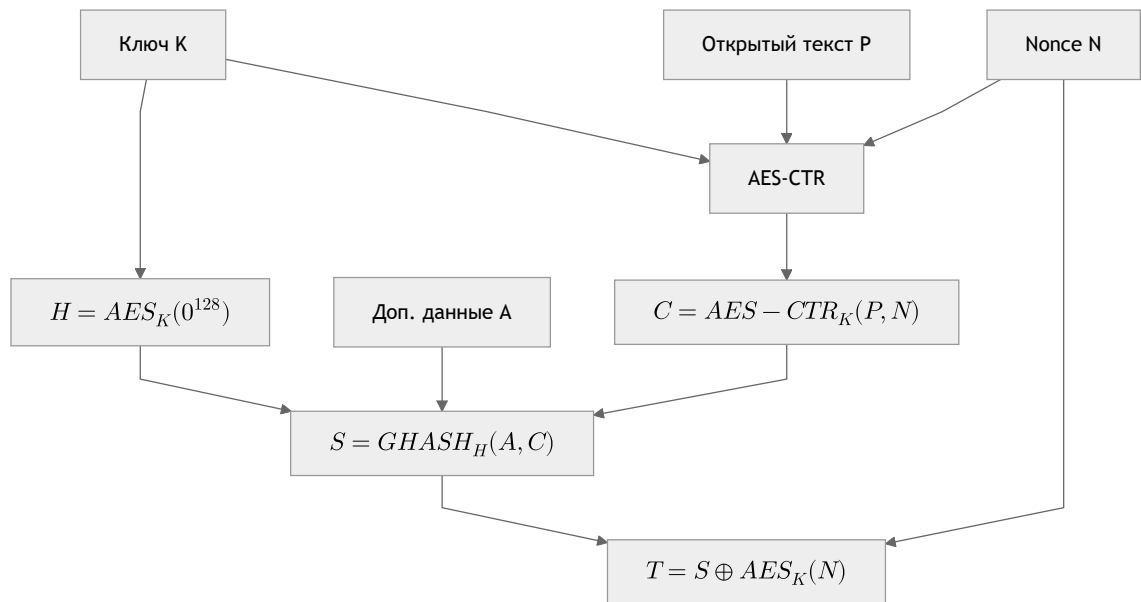 Ключ K
Открытый текст P
Nonce N
AES-CTR
H = AES_K(0^{128})
Доп. данные A
C = AES − CTR_K(P, N)
S = GHASH_H(A, C)
T = S ⊕ AES_K(N)